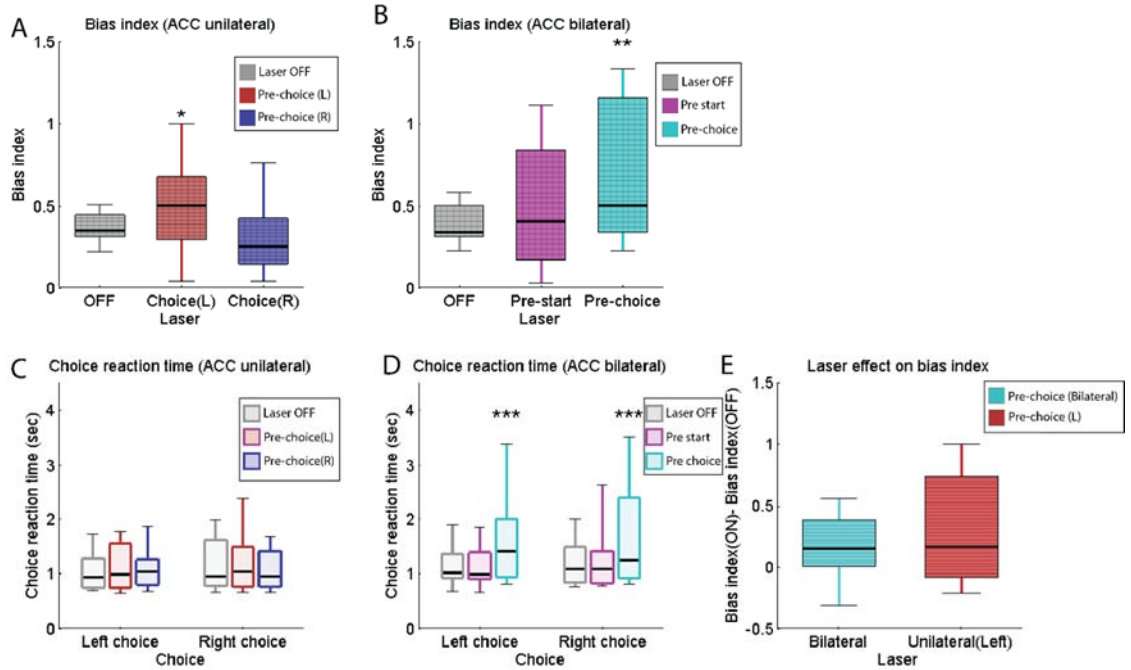 A
Bias index (ACC unilateral)
1.5
1
0.5
0
Bias index
*
Laser OFF
Pre-choice (L)
Pre-choice (R)
OFF
Choice(L)
Choice(R)
Laser
B
Bias index (ACC bilateral)
1.5
1
0.5
0
Bias index
**
Laser OFF
Pre start
Pre-choice
OFF
Pre-start
Pre-choice
Laser
C
Choice reaction time (ACC unilateral)
4
3
2
1
0
Choice reaction time (sec)
Laser OFF
Pre-choice(L)
Pre-choice(R)
Left choice
Right choice
Choice
D
Choice reaction time (ACC bilateral)
4
3
2
1
0
Choice reaction time (sec)
***
***
Laser OFF
Pre start
Pre choice
Left choice
Right choice
Choice
E
Laser effect on bias index
1.5
1
0.5
0
-0.5
Bias index(ON)- Bias index(OFF)
Pre-choice (Bilateral)
Pre-choice (L)
Bilateral
Unilateral(Left)
Laser